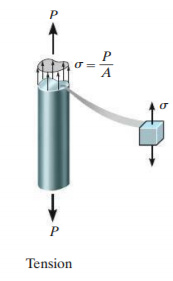 P
σ = P/A
σ
P
Tension